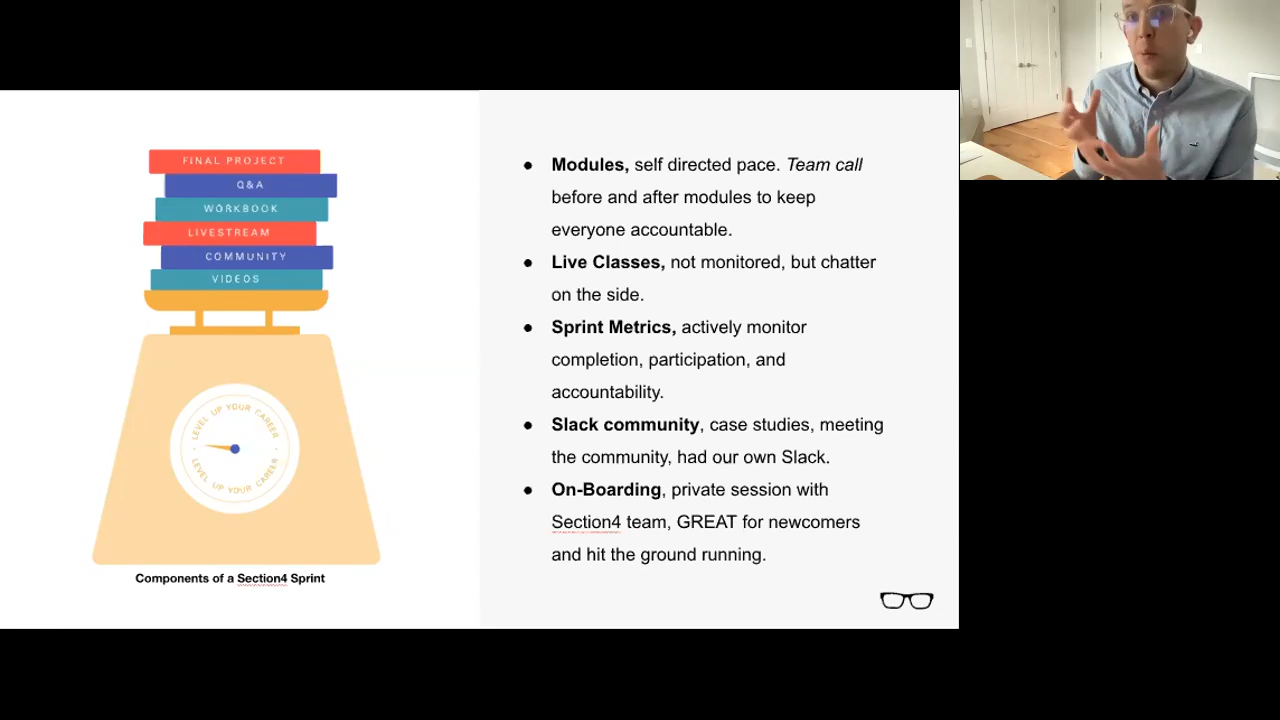 FINAL PROJECT
Q&A
WORKBOOK
LIVESTREAM
COMMUNITY
VIDEOS
LEVEL UP YOUR CAREER
LEVEL UP YOUR CAREER
Components of a Section4 Sprint
● Modules, self directed pace. Team call
before and after modules to keep
everyone accountable.
● Live Classes, not monitored, but chatter
on the side.
● Sprint Metrics, actively monitor
completion, participation, and
accountability.
● Slack community, case studies, meeting
the community, had our own Slack.
● On-Boarding, private session with
Section4 team, GREAT for newcomers
and hit the ground running.